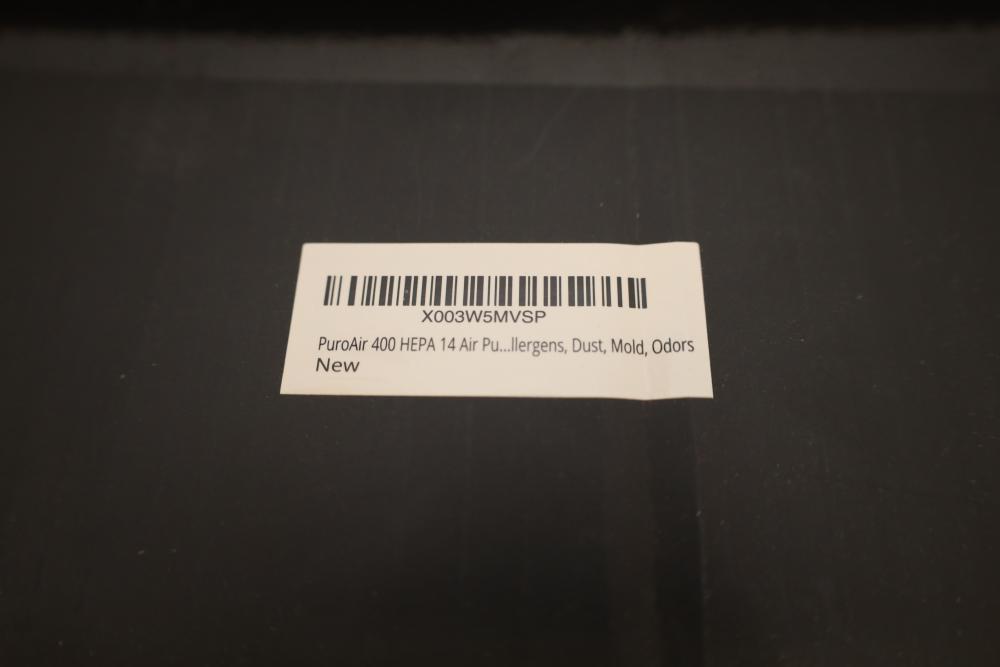 X003W5MVSP
PuroAir 400 HEPA 14 Air Pu...llergens, Dust, Mold, Odors
New